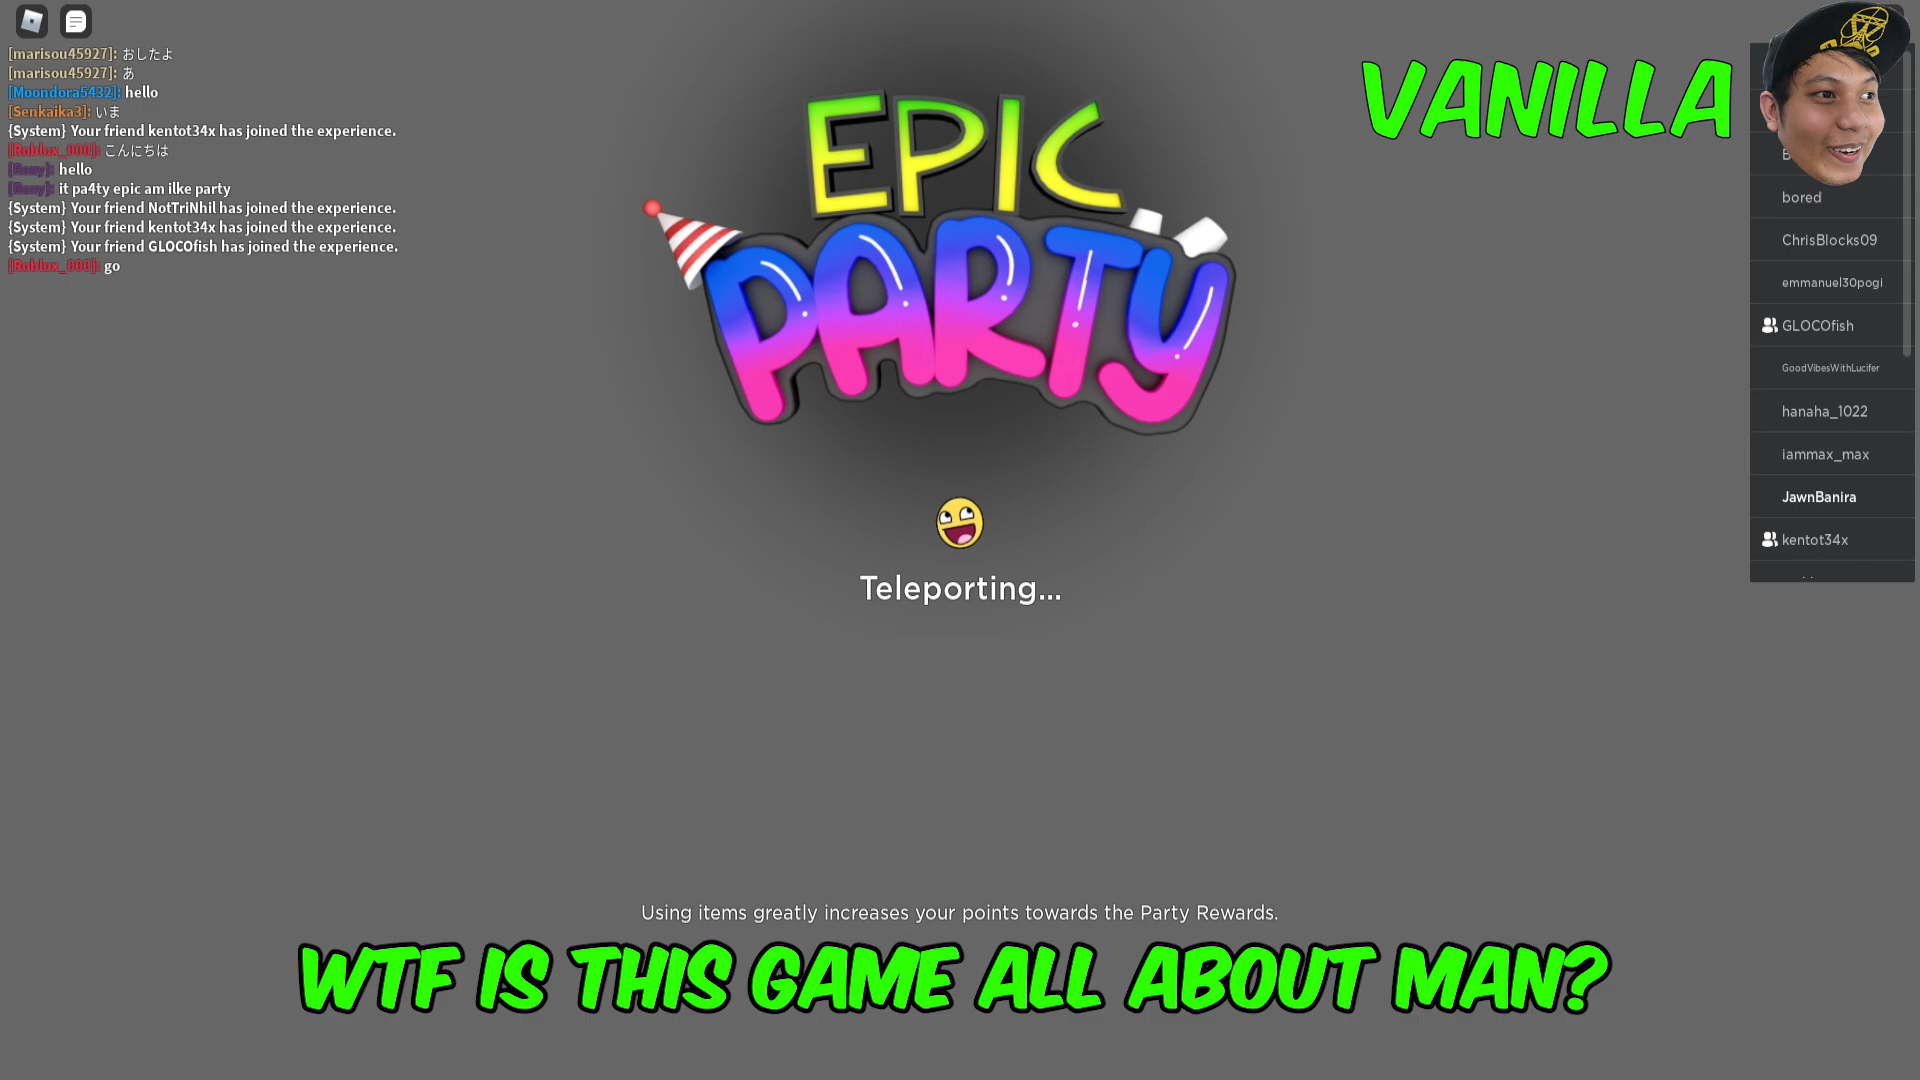 [marisou45927]: おしたよ
[marisou45927]: あ
[Moondora5432]: hello
[Senkaika3]: いま
{System} Your friend kentot34x has joined the experience.
[Roblux_000]: こんにちは
[Roxy]: hello
[Roxy]: it pa4ty epic am ilke party
{System} Your friend NotTriNhil has joined the experience.
{System} Your friend kentot34x has joined the experience.
{System} Your friend GLOCOfish has joined the experience.
[Roblux_000]: go
EPIC
PARTY
VANILLA
bored
ChrisBlocks09
emmanuel30pogi
GLOCOfish
GoodVibesWithLucifer
hanaha_1022
iammax_max
JawnBanira
kentot34x
Teleporting...
Using items greatly increases your points towards the Party Rewards.
WTF IS THIS GAME ALL ABOUT MAN?